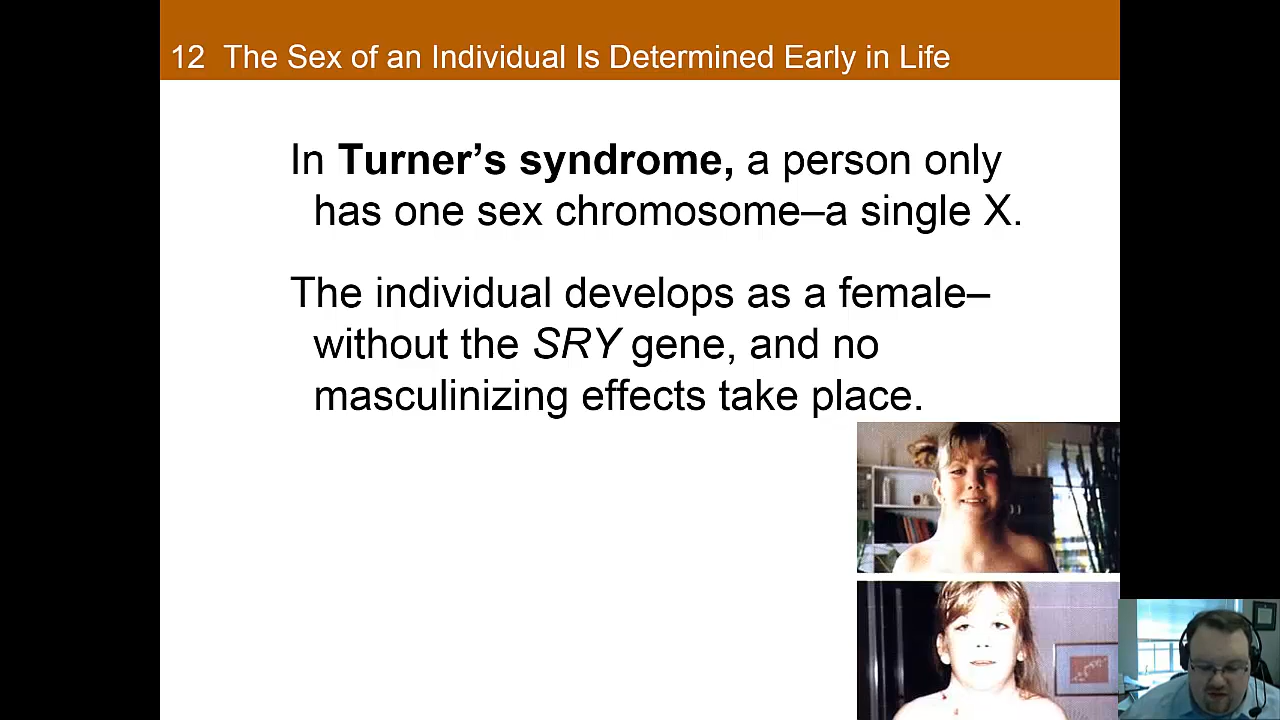 12 The Sex of an Individual Is Determined Early in Life
In Turner’s syndrome, a person only
has one sex chromosome–a single X.
The individual develops as a female–
without the SRY gene, and no
masculinizing effects take place.